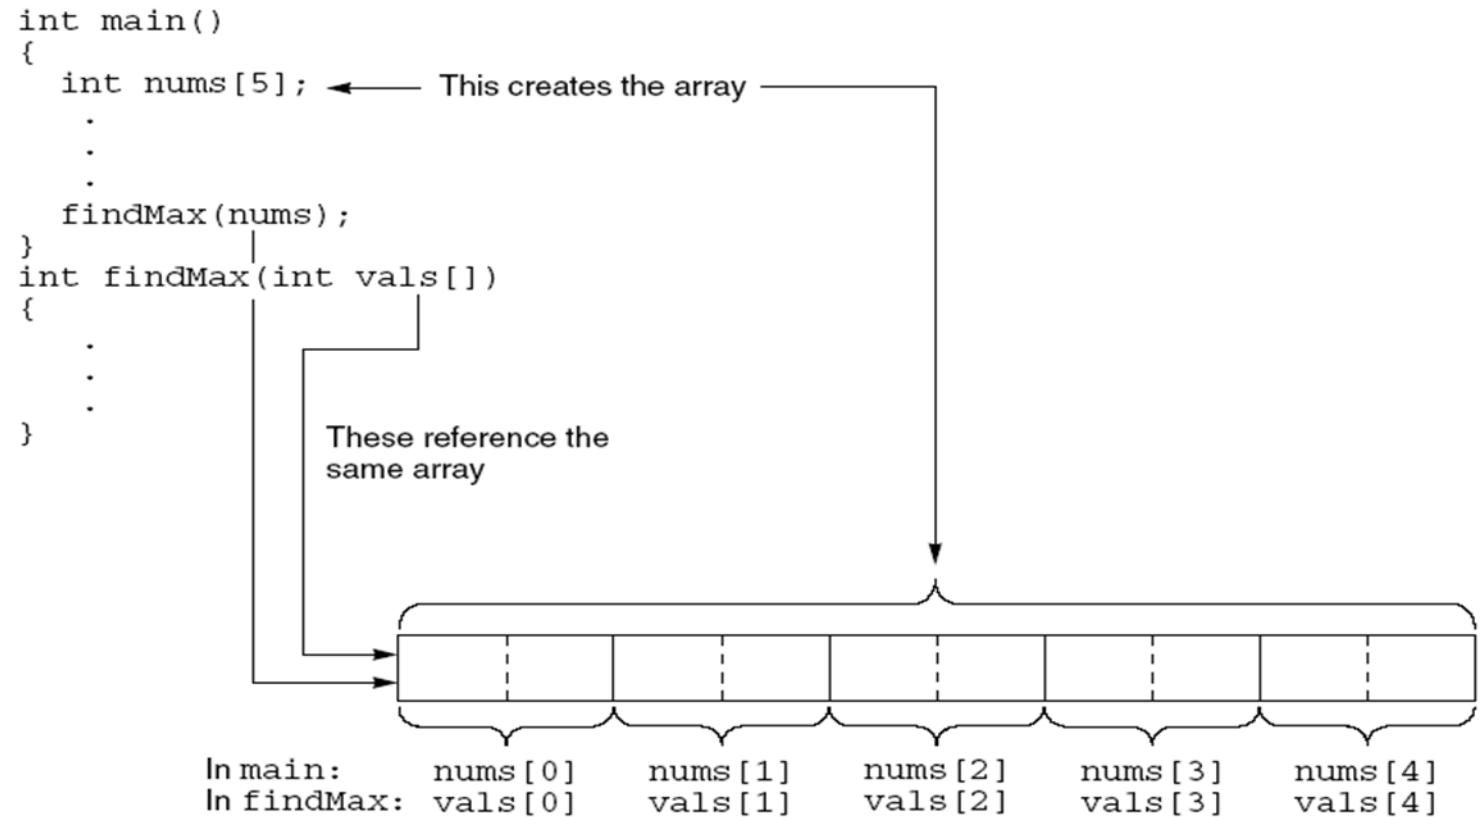 int main()
{
int nums[5]; This creates the array
.
.
.
findMax(nums);
}
int findMax(int vals[])
{
.
.
.
}
These reference the
same array
In main: nums[0] nums[1] nums[2] nums[3] nums[4]
In findMax: vals[0] vals[1] vals[2] vals[3] vals[4]